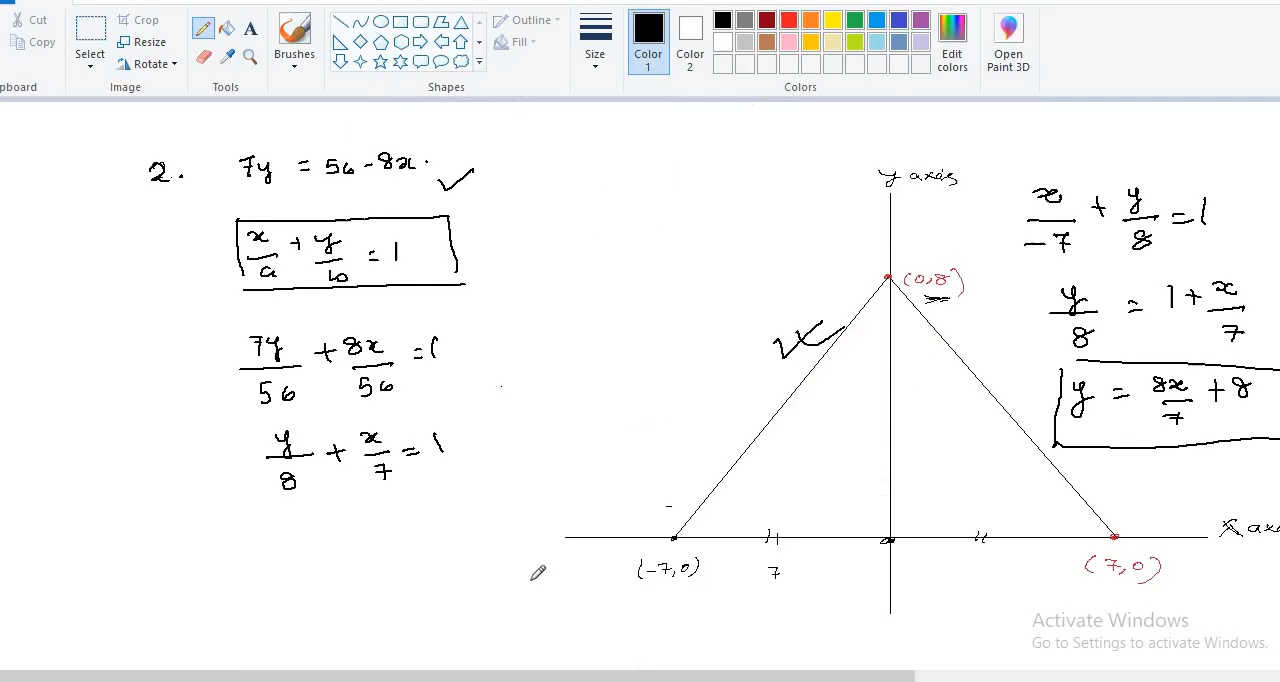 Cut
Copy
pboard
Select
Crop
Resize
Rotate
Image
A
Tools
Brushes
Outline
Fill
Shapes
Size
Color 1
Color 2
Colors
Edit colors
Open Paint 3D
2. 7y = 56 - 8x.
x/a + y/b = 1
7y/56 + 8x/56 = 1
y/8 + x/7 = 1
y axis
(0,8)
(-7,0)
7
(7,0)
X axi
x/-7 + y/8 = 1
y/8 = 1 + x/7
y = 8x/7 + 8
Activate Windows
Go to Settings to activate Windows.